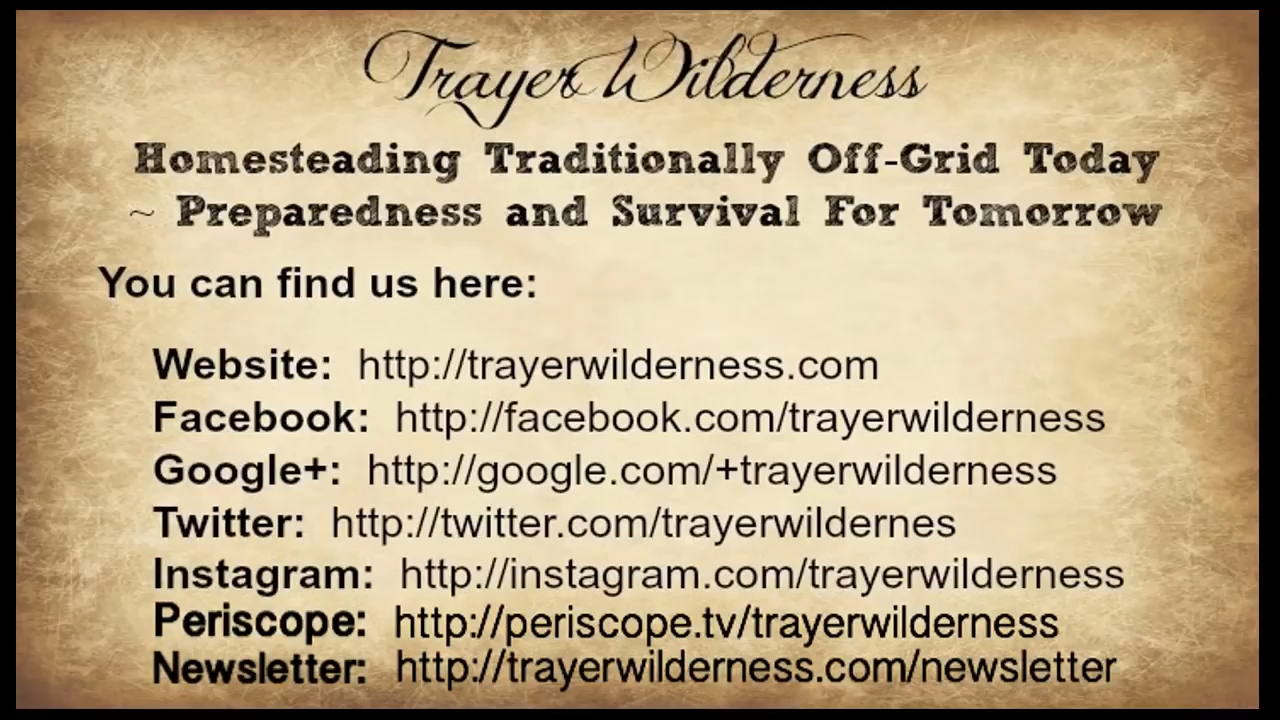 Trayer Wilderness
Homesteading Traditionally Off-Grid Today
~ Preparedness and Survival For Tomorrow
You can find us here:
Website: http://trayerwilderness.com
Facebook: http://facebook.com/trayerwilderness
Google+: http://google.com/+trayerwilderness
Twitter: http://twitter.com/trayerwildernes
Instagram: http://instagram.com/trayerwilderness
Periscope: http://periscope.tv/trayerwilderness
Newsletter: http://trayerwilderness.com/newsletter